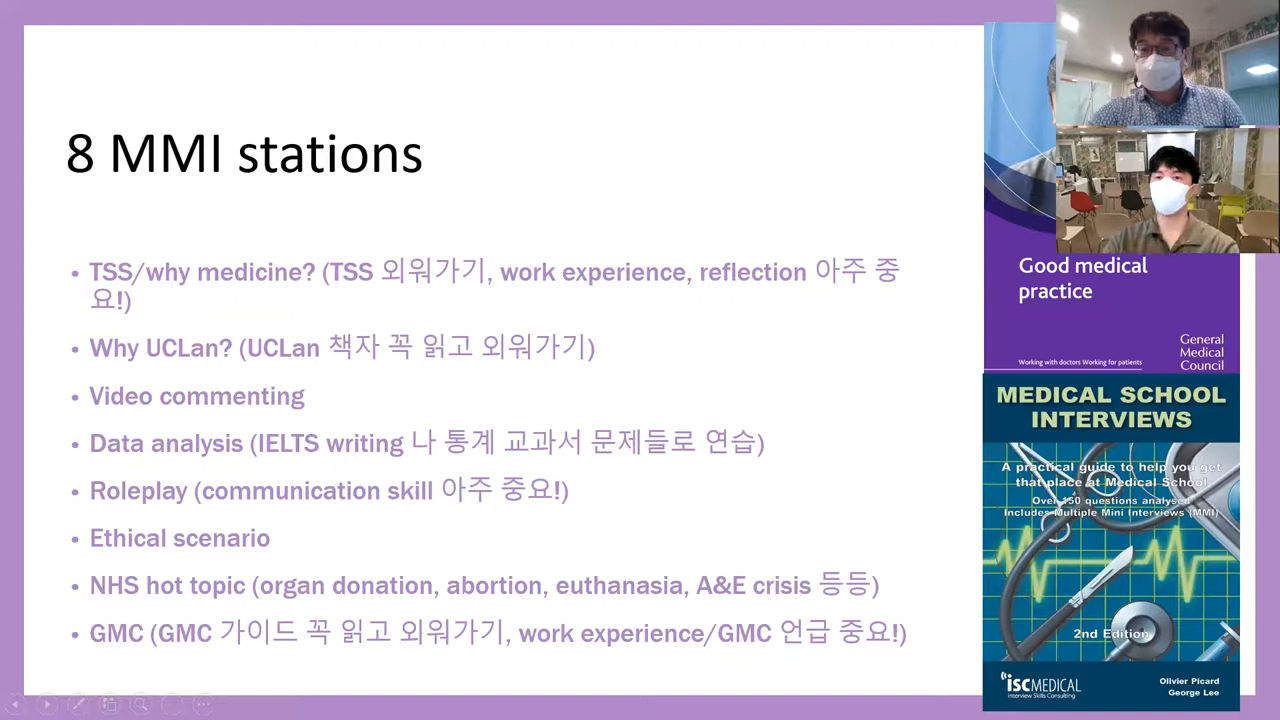 8 MMI stations
• TSS/why medicine? (TSS 외워가기, work experience, reflection 아주 중
요!)
• Why UCLan? (UCLan 책자 꼭 읽고 외워가기)
• Video commenting
• Data analysis (IELTS writing 나 통계 교과서 문제들로 연습)
• Roleplay (communication skill 아주 중요!)
• Ethical scenario
• NHS hot topic (organ donation, abortion, euthanasia, A&E crisis 등등)
• GMC (GMC 가이드 꼭 읽고 외워가기, work experience/GMC 언급 중요!)
Good medical
practice
General
Medical
Council
Working with doctors Working for patients
MEDICAL SCHOOL
INTERVIEWS
A practical guide to help you get
that place at Medical School
Over 150 questions analysed
Includes Multiple Mini Interviews (MMI)
2nd Edition
iscMEDICAL
Interview Skills Consulting
Olivier Picard
George Lee